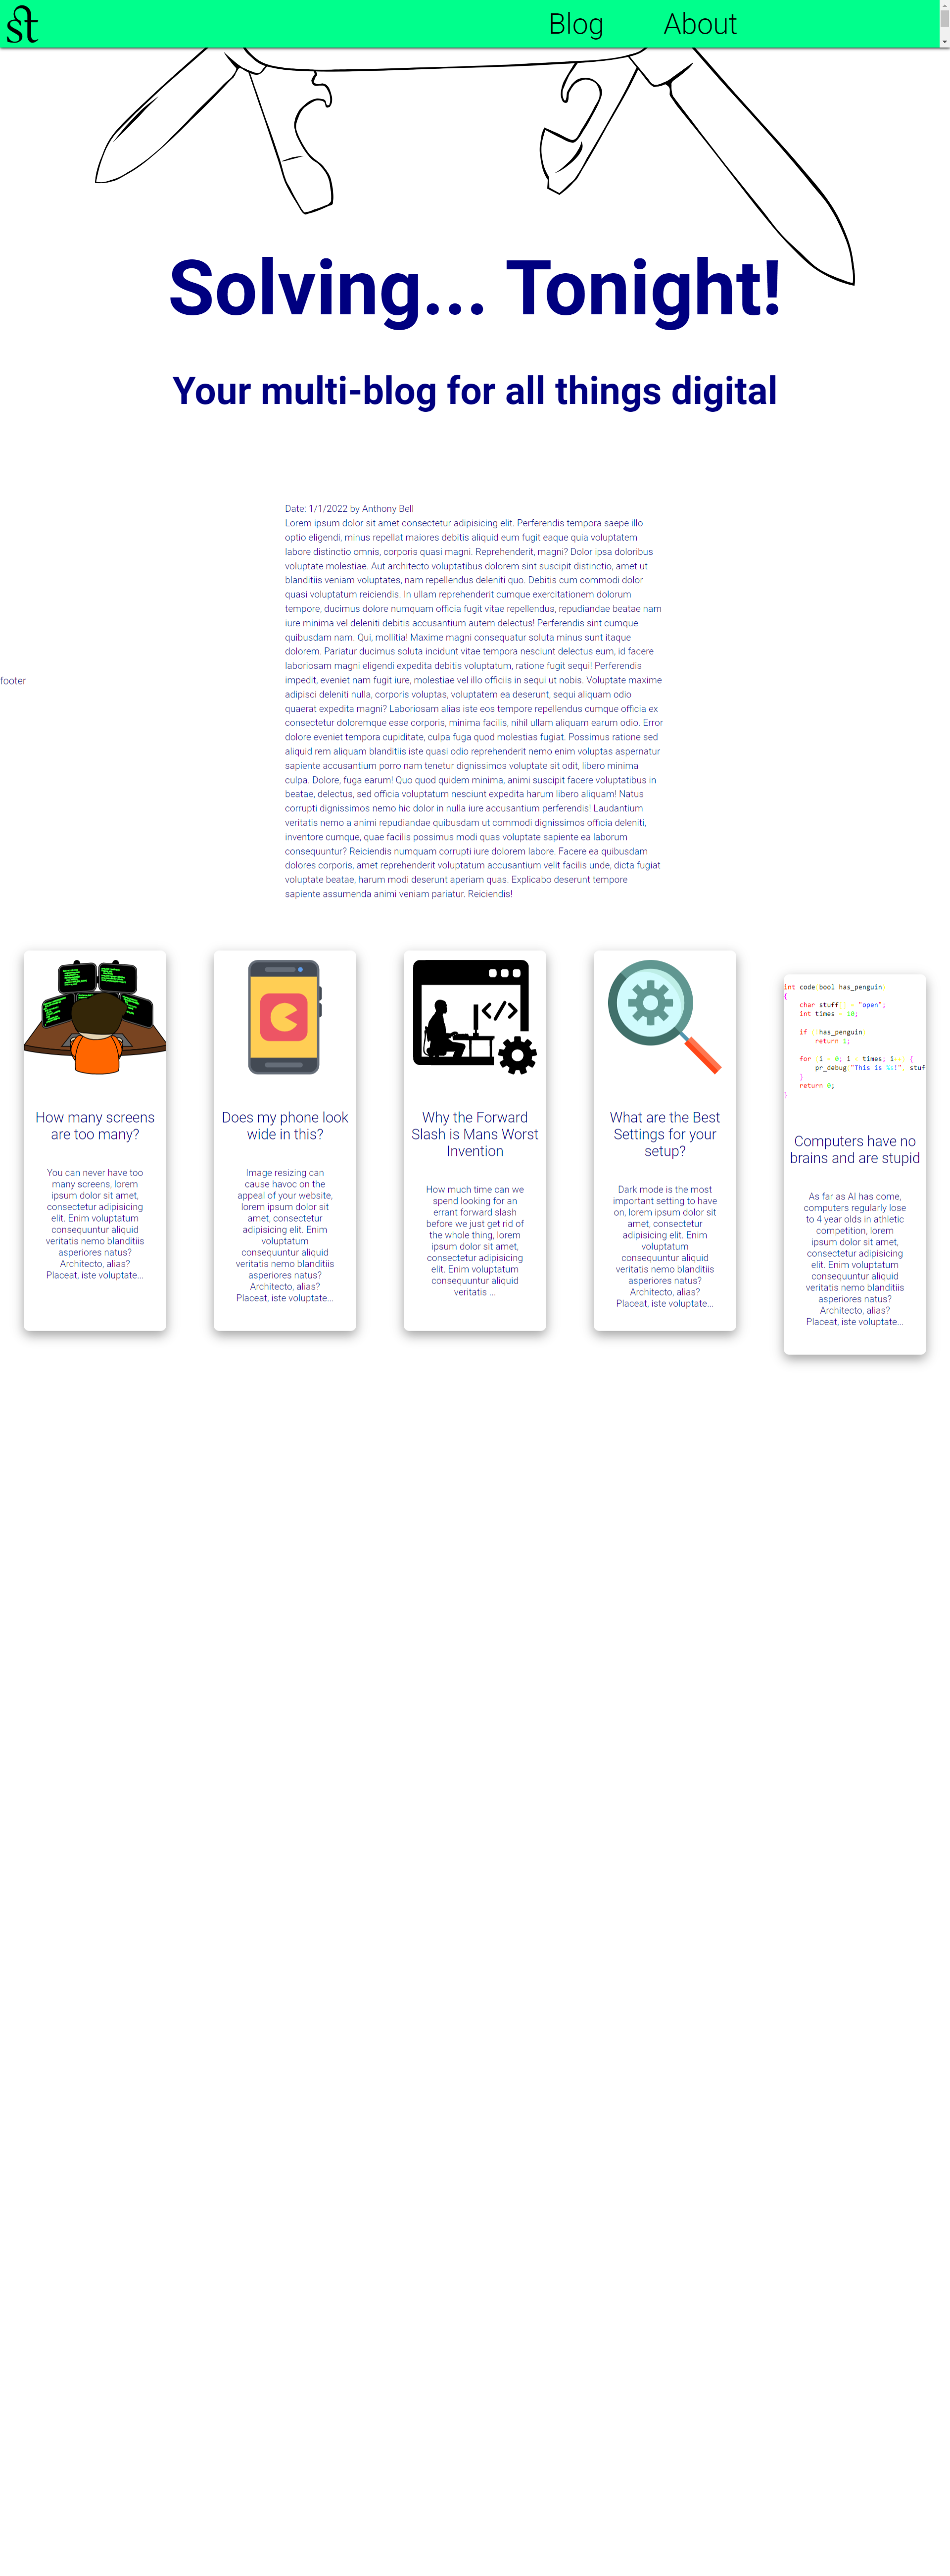 st
Blog
About
Solving... Tonight!
Your multi-blog for all things digital
Date: 1/1/2022 by Anthony Bell
Lorem ipsum dolor sit amet consectetur adipisicing elit. Perferendis tempora saepe illo
optio eligendi, minus repellat maiores debitis aliquid eum fugit eaque quia voluptatem
labore distinctio omnis, corporis quasi magni. Reprehenderit, magni? Dolor ipsa doloribus
voluptate molestiae. Aut architecto voluptatibus dolorem sint suscipit distinctio, amet ut
blanditiis veniam voluptates, nam repellendus deleniti quo. Debitis cum commodi dolor
quasi voluptatum reiciendis. In ullam reprehenderit cumque exercitationem dolorum
tempore, ducimus dolore numquam officia fugit vitae repellendus, repudiandae beatae nam
iure minima vel deleniti debitis accusantium autem delectus! Perferendis sint cumque
quibusdam nam. Qui, mollitia! Maxime magni consequatur soluta minus sunt itaque
dolorem. Pariatur ducimus soluta incidunt vitae tempora nesciunt delectus eum, id facere
laboriosam magni eligendi expedita debitis voluptatum, ratione fugit sequi! Perferendis
impedit, eveniet nam fugit iure, molestiae vel illo officiis in sequi ut nobis. Voluptate maxime
adipisci deleniti nulla, corporis voluptas, voluptatem ea deserunt, sequi aliquam odio
quaerat expedita magni? Laboriosam alias iste eos tempore repellendus cumque officia ex
consectetur doloremque esse corporis, minima facilis, nihil ullam aliquam earum odio. Error
dolore eveniet tempora cupiditate, culpa fuga quod molestias fugiat. Possimus ratione sed
aliquid rem aliquam blanditiis iste quasi odio reprehenderit nemo enim voluptas aspernatur
sapiente accusantium porro nam tenetur dignissimos voluptate sit odit, libero minima
culpa. Dolore, fuga earum! Quo quod quidem minima, animi suscipit facere voluptatibus in
beatae, delectus, sed officia voluptatum nesciunt expedita harum libero aliquam! Natus
corrupti dignissimos nemo hic dolor in nulla iure accusantium perferendis! Laudantium
veritatis nemo a animi repudiandae quibusdam ut commodi dignissimos officia deleniti,
inventore cumque, quae facilis possimus modi quas voluptate sapiente ea laborum
consequuntur? Reiciendis numquam corrupti iure dolorem labore. Facere ea quibusdam
dolores corporis, amet reprehenderit voluptatum accusantium velit facilis unde, dicta fugiat
voluptate beatae, harum modi deserunt aperiam quas. Explicabo deserunt tempore
sapiente assumenda animi veniam pariatur. Reiciendis!
footer
How many screens
are too many?
You can never have too
many screens, lorem
ipsum dolor sit amet,
consectetur adipisicing
elit. Enim voluptatum
consequuntur aliquid
veritatis nemo blanditiis
asperiores natus?
Architecto, alias?
Placeat, iste voluptate...
Does my phone look
wide in this?
Image resizing can
cause havoc on the
appeal of your website,
lorem ipsum dolor sit
amet, consectetur
adipisicing elit. Enim
voluptatum
consequuntur aliquid
veritatis nemo blanditiis
asperiores natus?
Architecto, alias?
Placeat, iste voluptate...
</>
Why the Forward
Slash is Mans Worst
Invention
How much time can we
spend looking for an
errant forward slash
before we just get rid of
the whole thing, lorem
ipsum dolor sit amet,
consectetur adipisicing
elit. Enim voluptatum
consequuntur aliquid
veritatis ...
What are the Best
Settings for your
setup?
Dark mode is the most
important setting to have
on, lorem ipsum dolor sit
amet, consectetur
adipisicing elit. Enim
voluptatum
consequuntur aliquid
veritatis nemo blanditiis
asperiores natus?
Architecto, alias?
Placeat, iste voluptate...
int code(bool has_penguin)
{
char stuff[] = "open";
int times = 10;
if (!has_penguin)
return 1;
for (i = 0; i < times; i++) {
pr_debug("This is %s!", stuf
}
return 0;
}
Computers have no
brains and are stupid
As far as AI has come,
computers regularly lose
to 4 year olds in athletic
competition, lorem
ipsum dolor sit amet,
consectetur adipisicing
elit. Enim voluptatum
consequuntur aliquid
veritatis nemo blanditiis
asperiores natus?
Architecto, alias?
Placeat, iste voluptate...